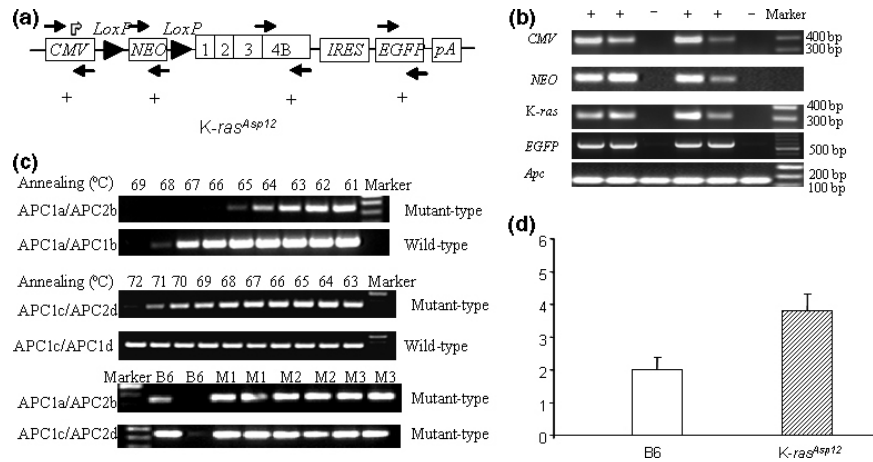 (a)
LoxP LoxP
CMV NEO 1 2 3 4B IRES EGFP pA
+ + + +
K-rasAsp12
(b)
+ + – + + – Marker
CMV 400 bp
300 bp
NEO
K-ras 400 bp
300 bp
EGFP 500 bp
Apc 200 bp
100 bp
(c)
Annealing (ºC) 69 68 67 66 65 64 63 62 61 Marker
APC1a/APC2b Mutant-type
APC1a/APC1b Wild-type
Annealing (ºC) 72 71 70 69 68 67 66 65 64 63 Marker
APC1c/APC2d Mutant-type
APC1c/APC1d Wild-type
Marker B6 B6 M1 M1 M2 M2 M3 M3
APC1a/APC2b Mutant-type
APC1c/APC2d Mutant-type
(d)
6
5
4
3
2
1
0
B6 K-rasAsp12